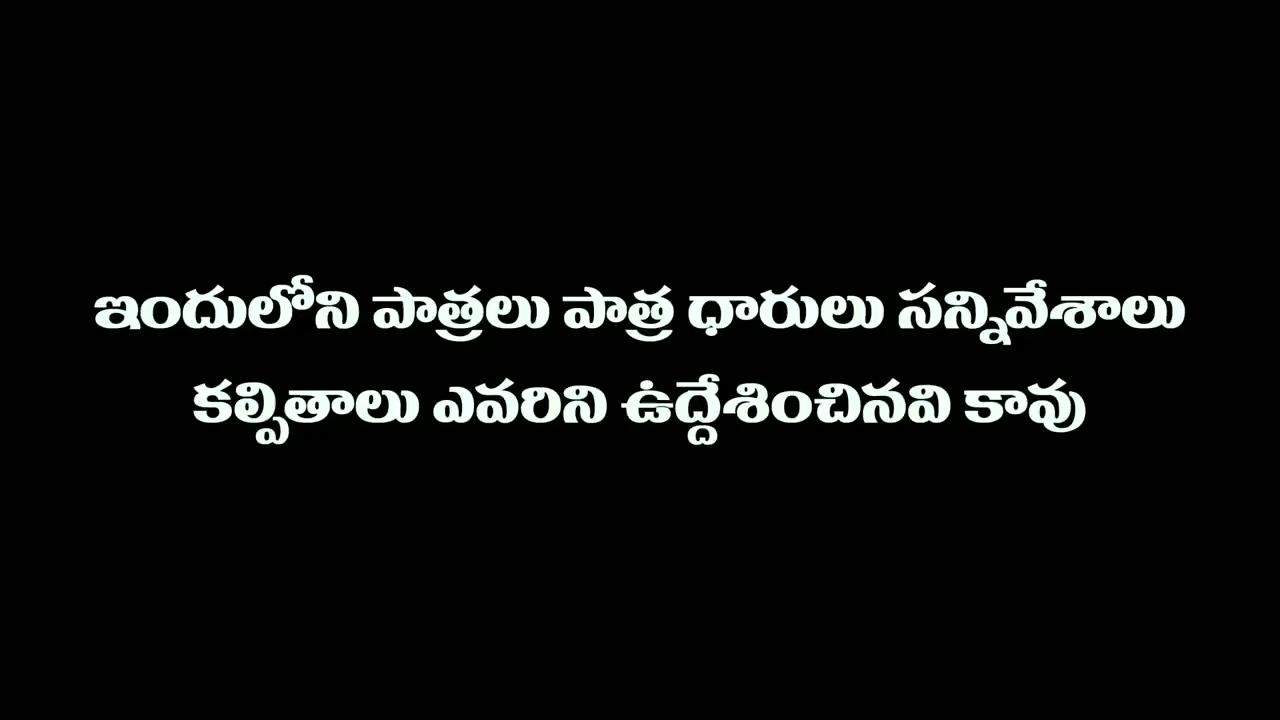 ఇందులోని పాత్రలు పాత్ర ధారులు సన్నివేశాలు
కల్పితాలు ఎవరిని ఉద్దేశించినవి కావు